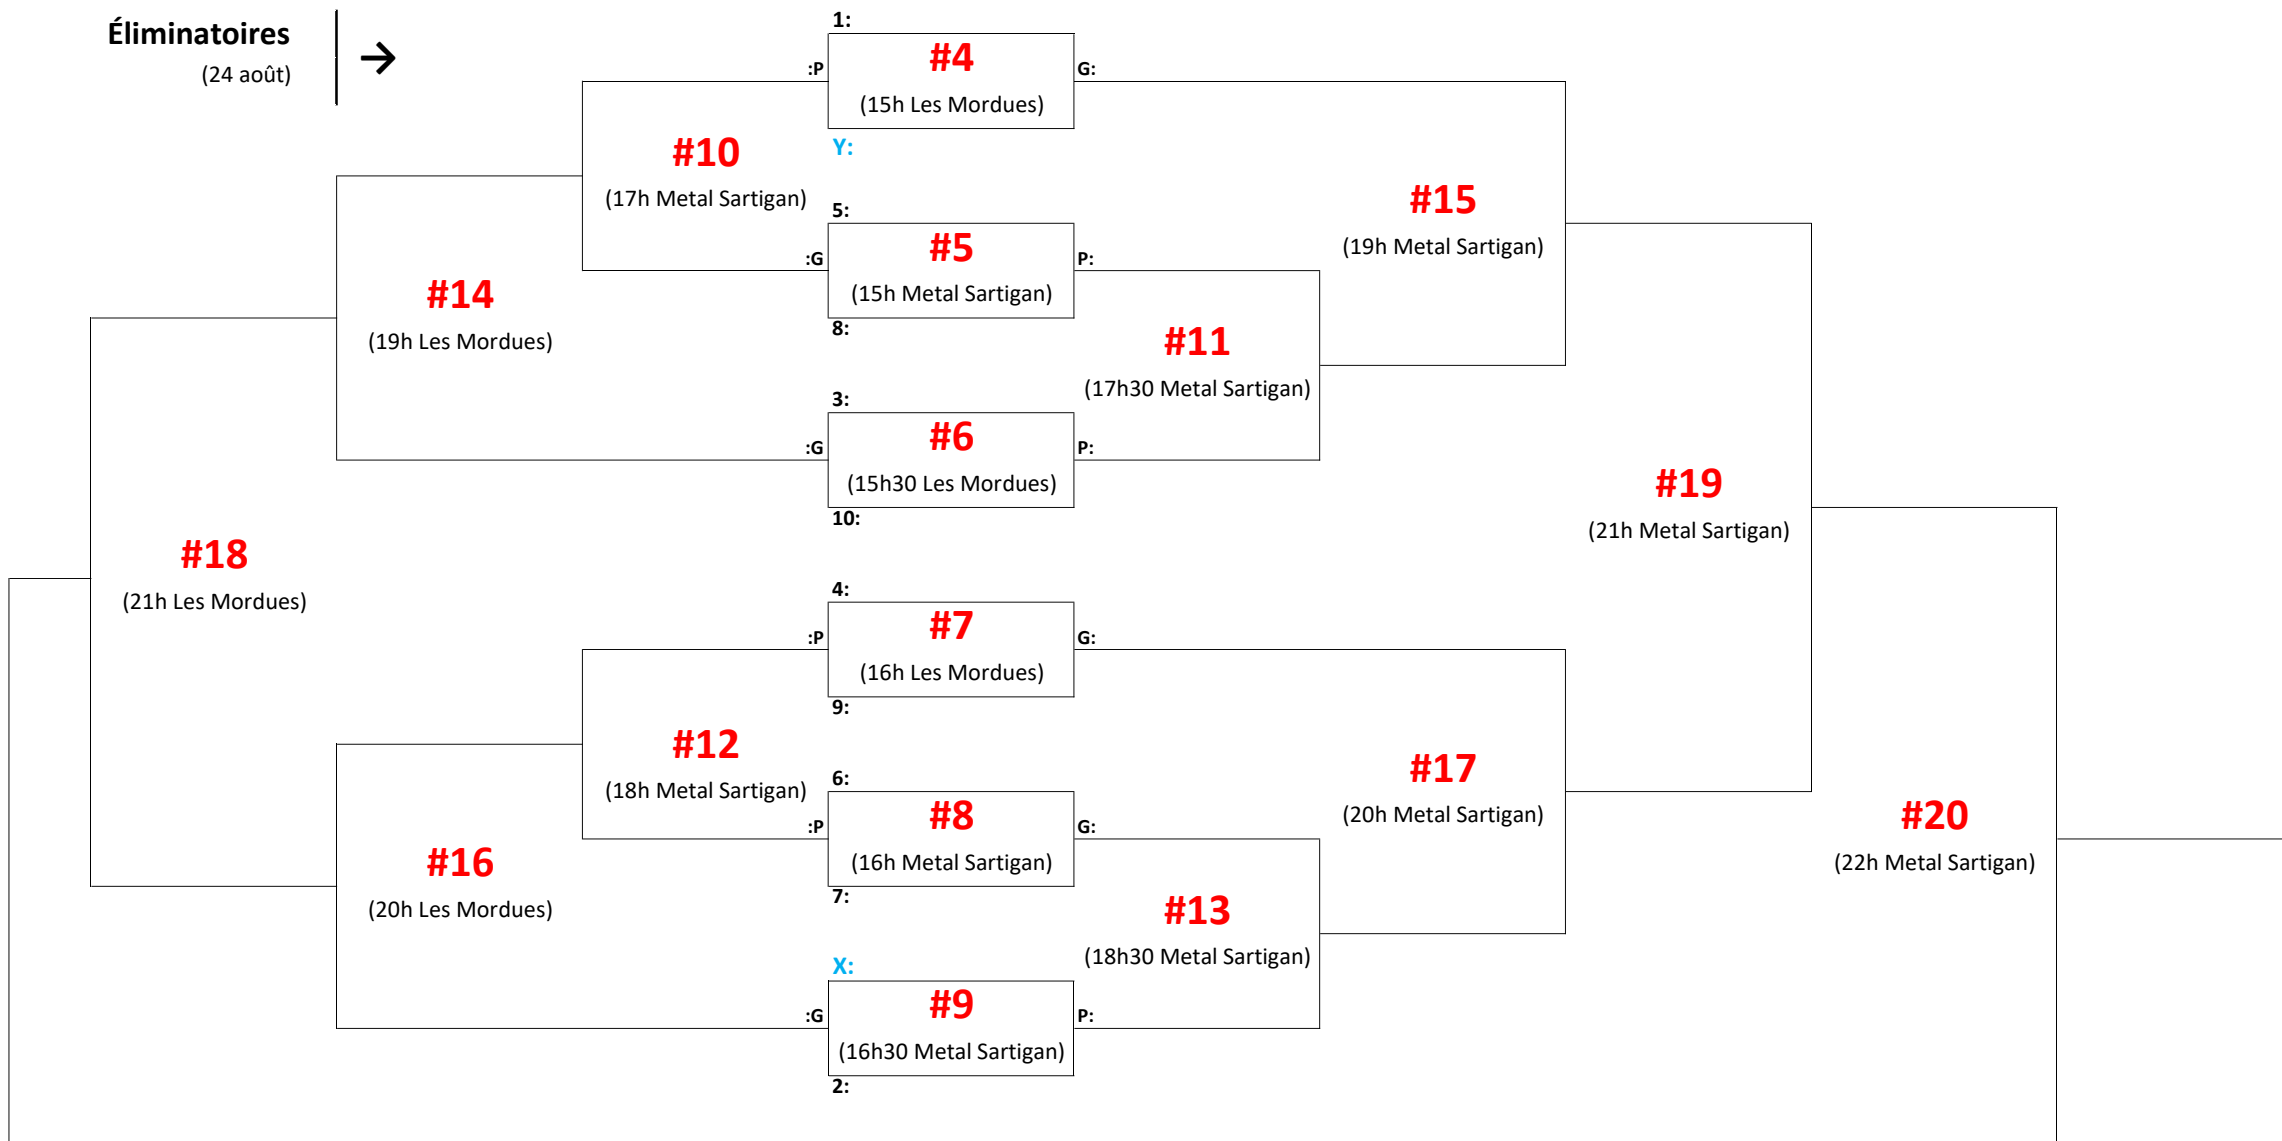 Éliminatoires
(24 août)
→
1:
:P
#4
G:
(15h Les Mordues)
Y:
#10
(17h Metal Sartigan)
5:
:G
#5
P:
(15h Metal Sartigan)
8:
#15
(19h Metal Sartigan)
#14
(19h Les Mordues)
#11
(17h30 Metal Sartigan)
3:
:G
#6
P:
(15h30 Les Mordues)
10:
#19
(21h Metal Sartigan)
#18
(21h Les Mordues)
4:
:P
#7
G:
(16h Les Mordues)
9:
#12
(18h Metal Sartigan)
6:
:P
#8
G:
(16h Metal Sartigan)
7:
#17
(20h Metal Sartigan)
#20
(22h Metal Sartigan)
#16
(20h Les Mordues)
#13
(18h30 Metal Sartigan)
X:
:G
#9
P:
(16h30 Metal Sartigan)
2: